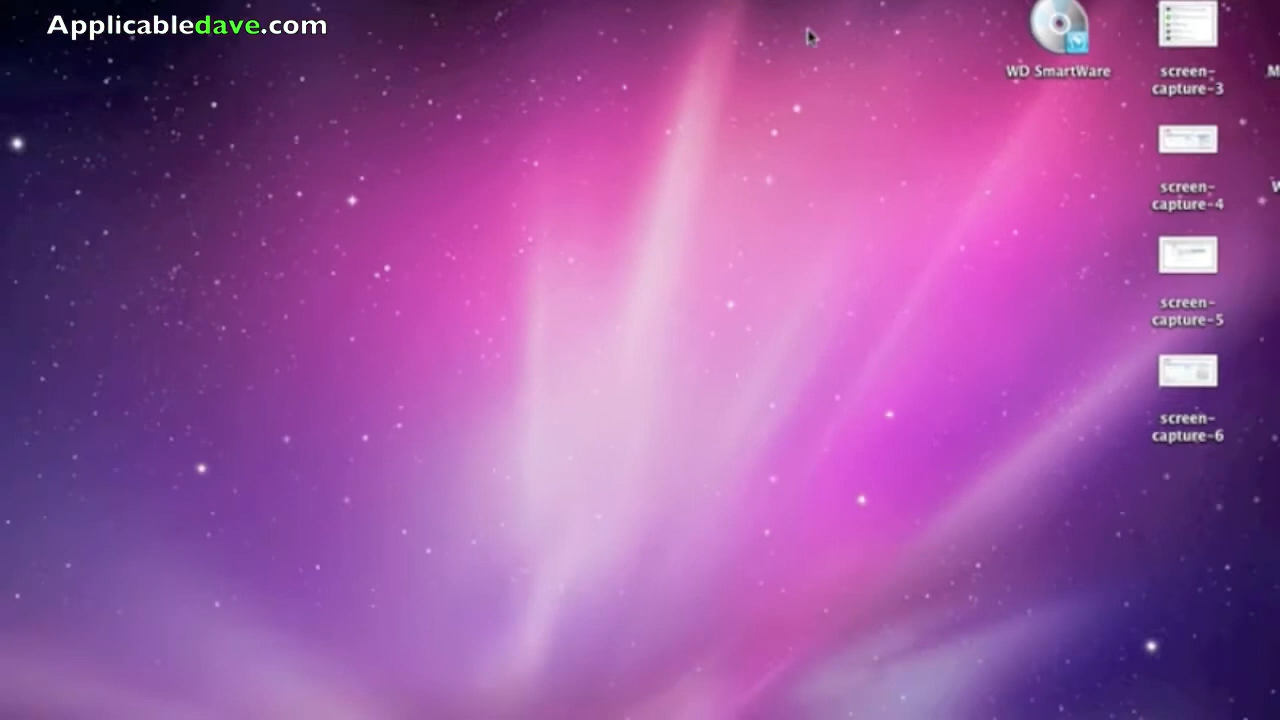 Applicabledave.com
WD SmartWare
screen-
capture-3
screen-
capture-4
screen-
capture-5
screen-
capture-6